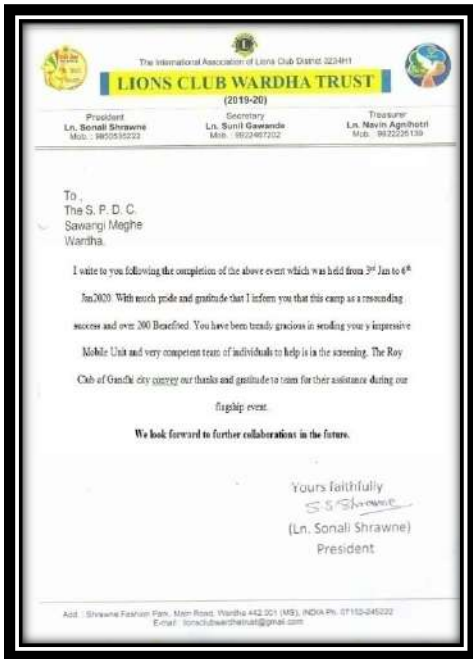 The International Association of Lions Club District 3234H1
LIONS CLUB WARDHA TRUST
(2019-20)
President Secretary Treasurer
Ln. Sonali Shrawne Ln. Sunil Gawande Ln. Navin Agnihotri
Mob. : Mob. : Mob. :
To ,
The S. P. D. C.
Sawangi Meghe
Wardha.
I write to you following the completion of the above event which was held from 3rd Jan to 6th
Jan2020. With much pride and gratitude that I inform you that this camp as a resounding
success and over 200 Benefited. You have been gracious in sending your y impressive
Mobile Unit and very competent team of individuals to help is in the screening. The Roy
Club of Gandhi city convey our thanks and gratitude to team for their assistance during our
flagship event.
We look forward to further collaborations in the future.
Yours faithfully
S S Shrawne
(Ln. Sonali Shrawne)
President
Add. : Shrawne Fashion Park, Main Road, Wardha 442 001 (MS), INDIA Ph. 07152-245222
E-mail : lionsclubwardhatrust@gmail.com